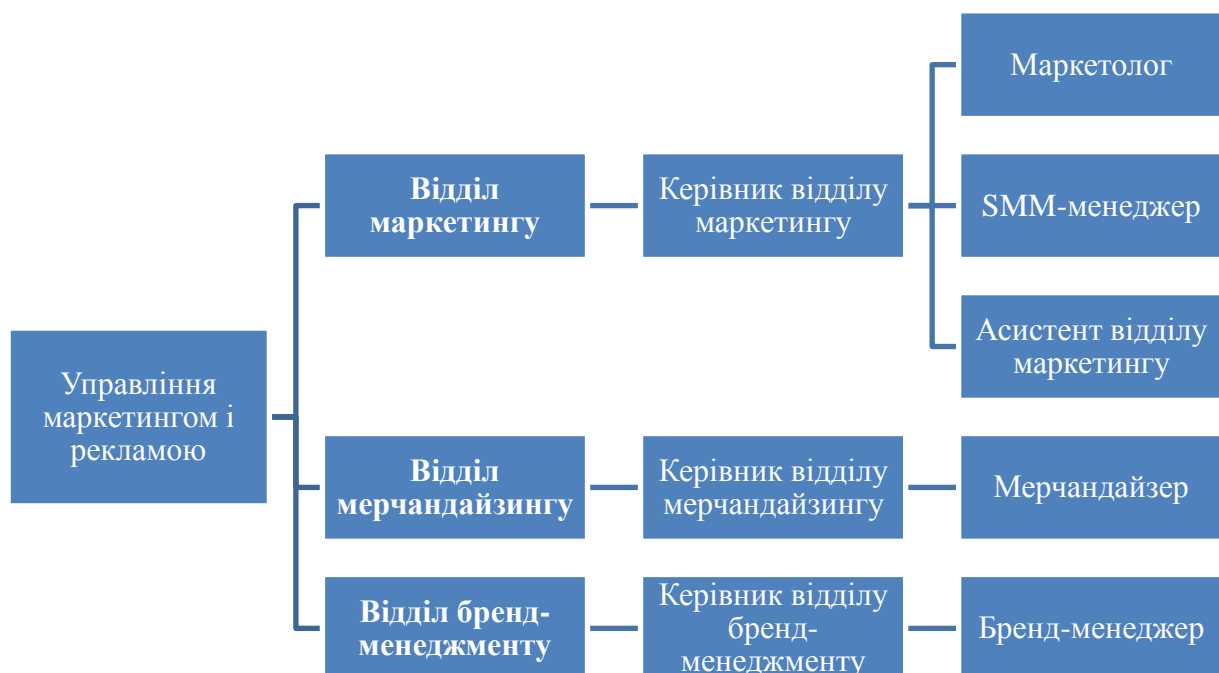 Управління
маркетингом і
рекламою
Відділ
маркетингу
Керівник відділу
маркетингу
Маркетолог
SMM-менеджер
Асистент відділу
маркетингу
Відділ
мерчандайзингу
Керівник відділу
мерчандайзингу
Мерчандайзер
Відділ бренд-
менеджменту
Керівник відділу
бренд-
менеджменту
Бренд-менеджер